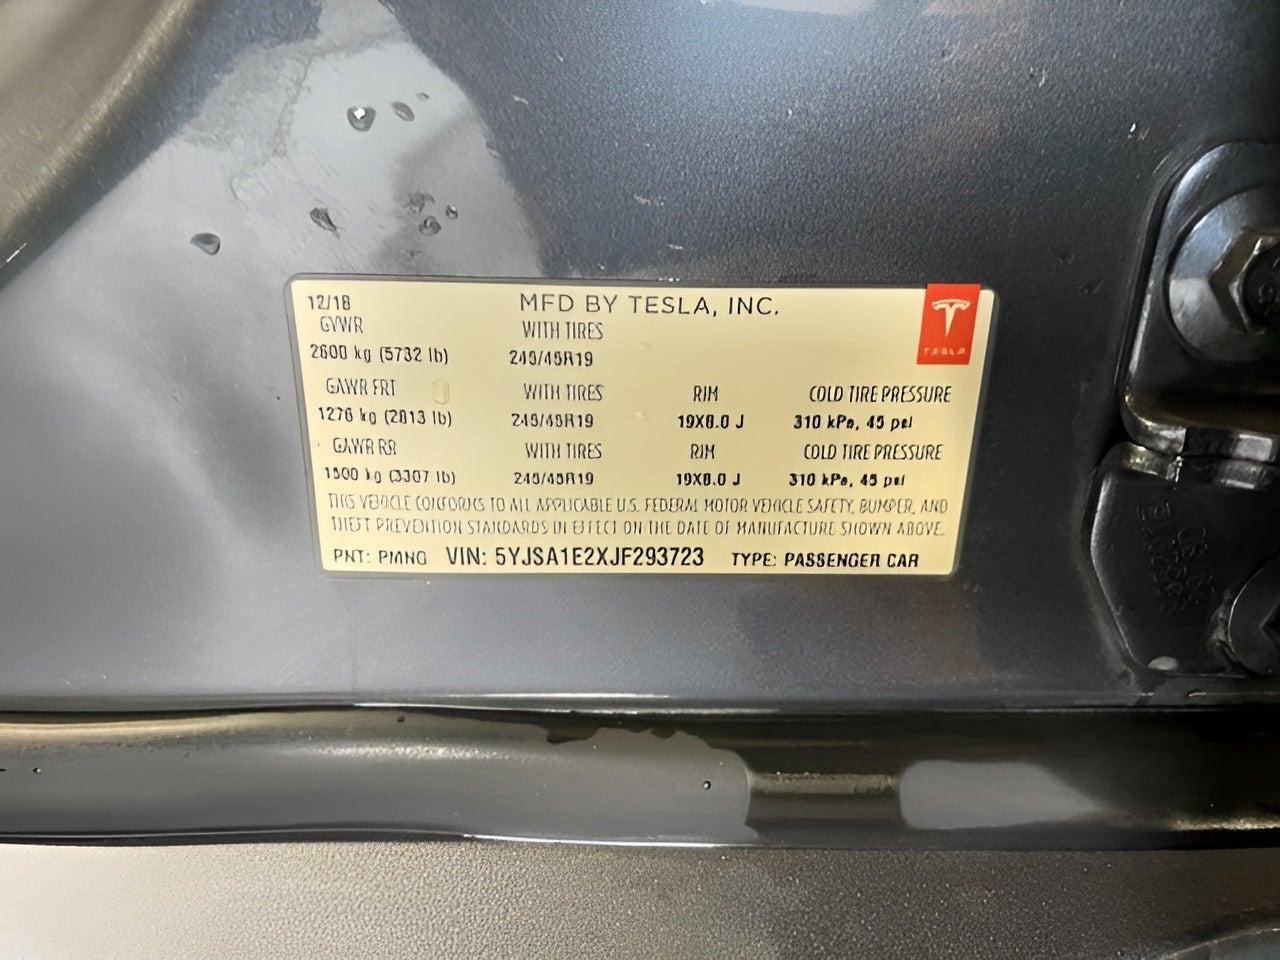 12/18
MFD BY TESLA, INC.
TESLA
GVWR WITH TIRES
2600 kg (5732 lb) 245/45R19
GAWR FRT WITH TIRES RIM COLD TIRE PRESSURE
1276 kg (2813 lb) 245/45R19 19X8.0 J 310 kPa, 45 psi
GAWR RR WITH TIRES RIM COLD TIRE PRESSURE
1500 kg (3307 lb) 245/45R19 19X8.0 J 310 kPa, 45 psi
THIS VEHICLE CONFORMS TO ALL APPLICABLE U.S. FEDERAL MOTOR VEHICLE SAFETY, BUMPER, AND
THEFT PREVENTION STANDARDS IN EFFECT ON THE DATE OF MANUFACTURE SHOWN ABOVE.
PNT: PMNG VIN: 5YJSA1E2XJF293723 TYPE: PASSENGER CAR